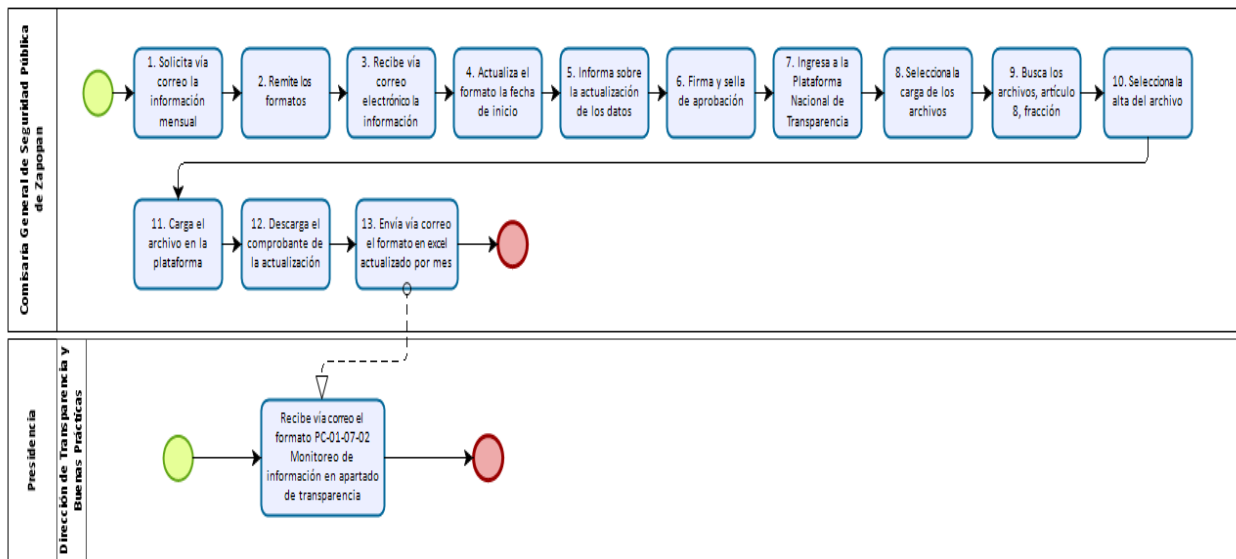 Comisaría General de Seguridad Pública
de Zapopan
1. Solicita vía
correo la
información
mensual
2. Remite los
formatos
3. Recibe vía
correo
electrónico la
información
4. Actualiza el
formato la fecha
de inicio
5. Informa sobre
la actualización
de los datos
6. Firma y sella
de aprobación
7. Ingresa a la
Plataforma
Nacional de
Transparencia
8. Selecciona la
carga de los
archivos
9. Busca los
archivos, artículo
8, fracción
10. Selecciona la
alta del archivo
11. Carga el
archivo en la
plataforma
12. Descarga el
comprobante de
la actualización
13. Envía vía correo
el formato en excel
actualizado por mes
Presidencia
Dirección de Transparencia y
Buenas Prácticas
Recibe vía correo el
formato PC-01-07-02
Monitoreo de
información en apartado
de transparencia